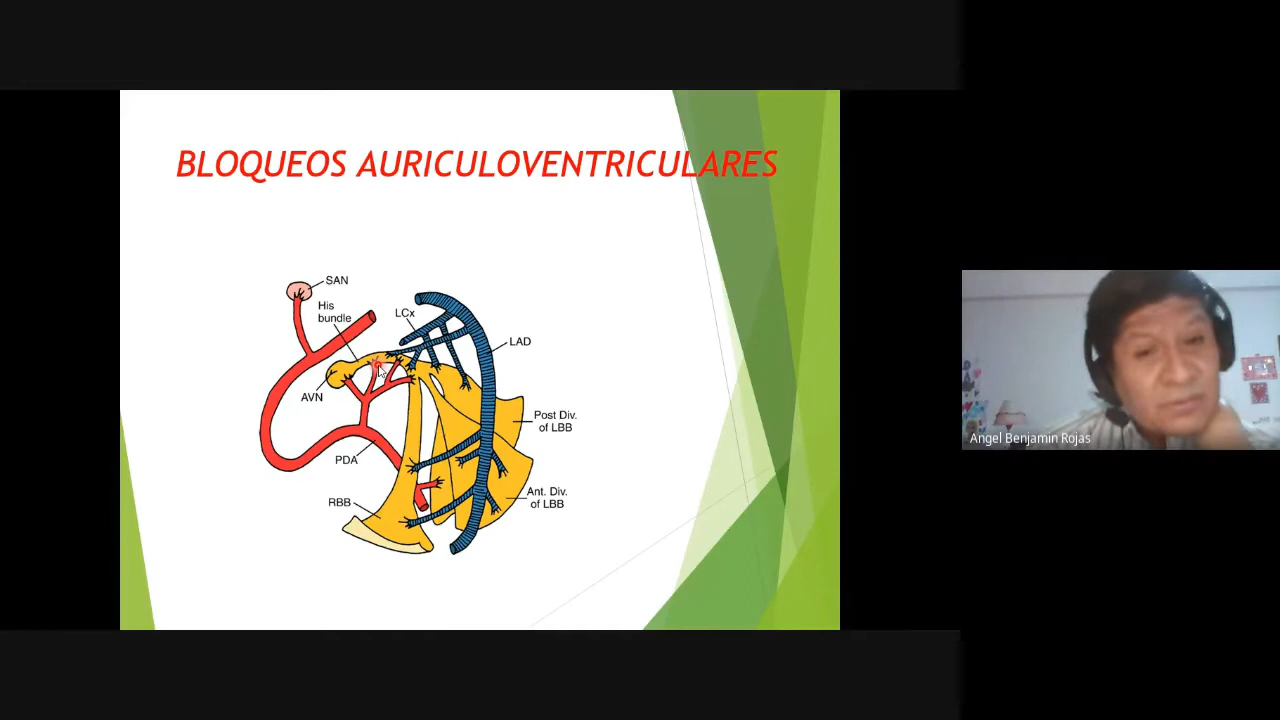 BLOQUEOS AURICULOVENTRICULARES
SAN
His
bundle
LCx
LAD
AVN
Post Div.
of LBB
PDA
RBB
Ant. Div.
of LBB
Angel Benjamin Rojas